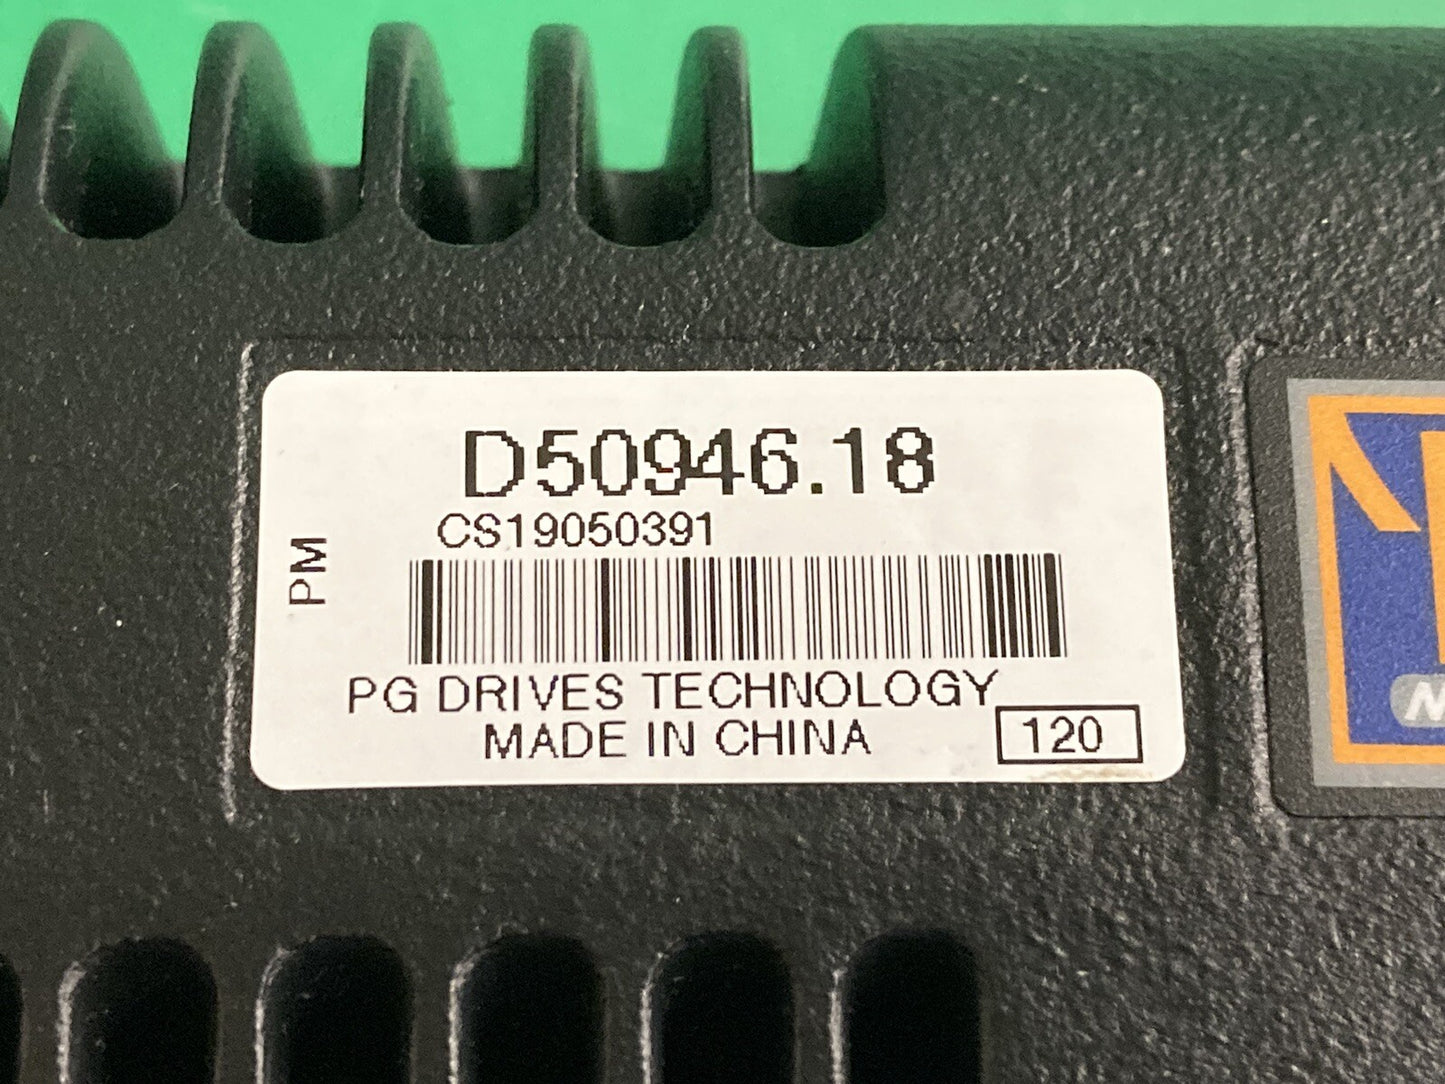 D50946.18
CS19050391
PM
PG DRIVES TECHNOLOGY
MADE IN CHINA
120